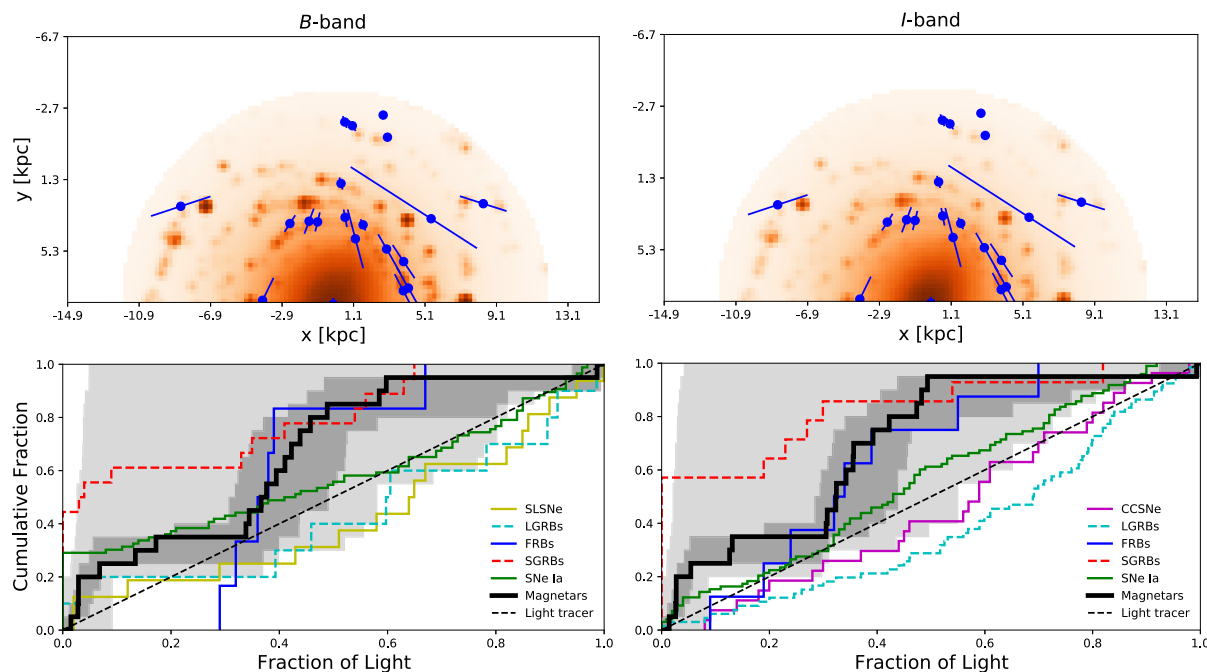 B-band
I-band
-6.7
-2.7
1.3
5.3
y [kpc]
-14.9 -10.9 -6.9 -2.9 1.1 5.1 9.1 13.1
x [kpc]
-6.7
-2.7
1.3
5.3
-14.9 -10.9 -6.9 -2.9 1.1 5.1 9.1 13.1
x [kpc]
1.0
0.8
0.6
0.4
0.2
0.0
Cumulative Fraction
SLSNe
LGRBs
FRBs
SGRBs
SNe Ia
Magnetars
Light tracer
0.0 0.2 0.4 0.6 0.8 1.0
Fraction of Light
1.0
0.8
0.6
0.4
0.2
0.0
CCSNe
LGRBs
FRBs
SGRBs
SNe Ia
Magnetars
Light tracer
0.0 0.2 0.4 0.6 0.8 1.0
Fraction of Light